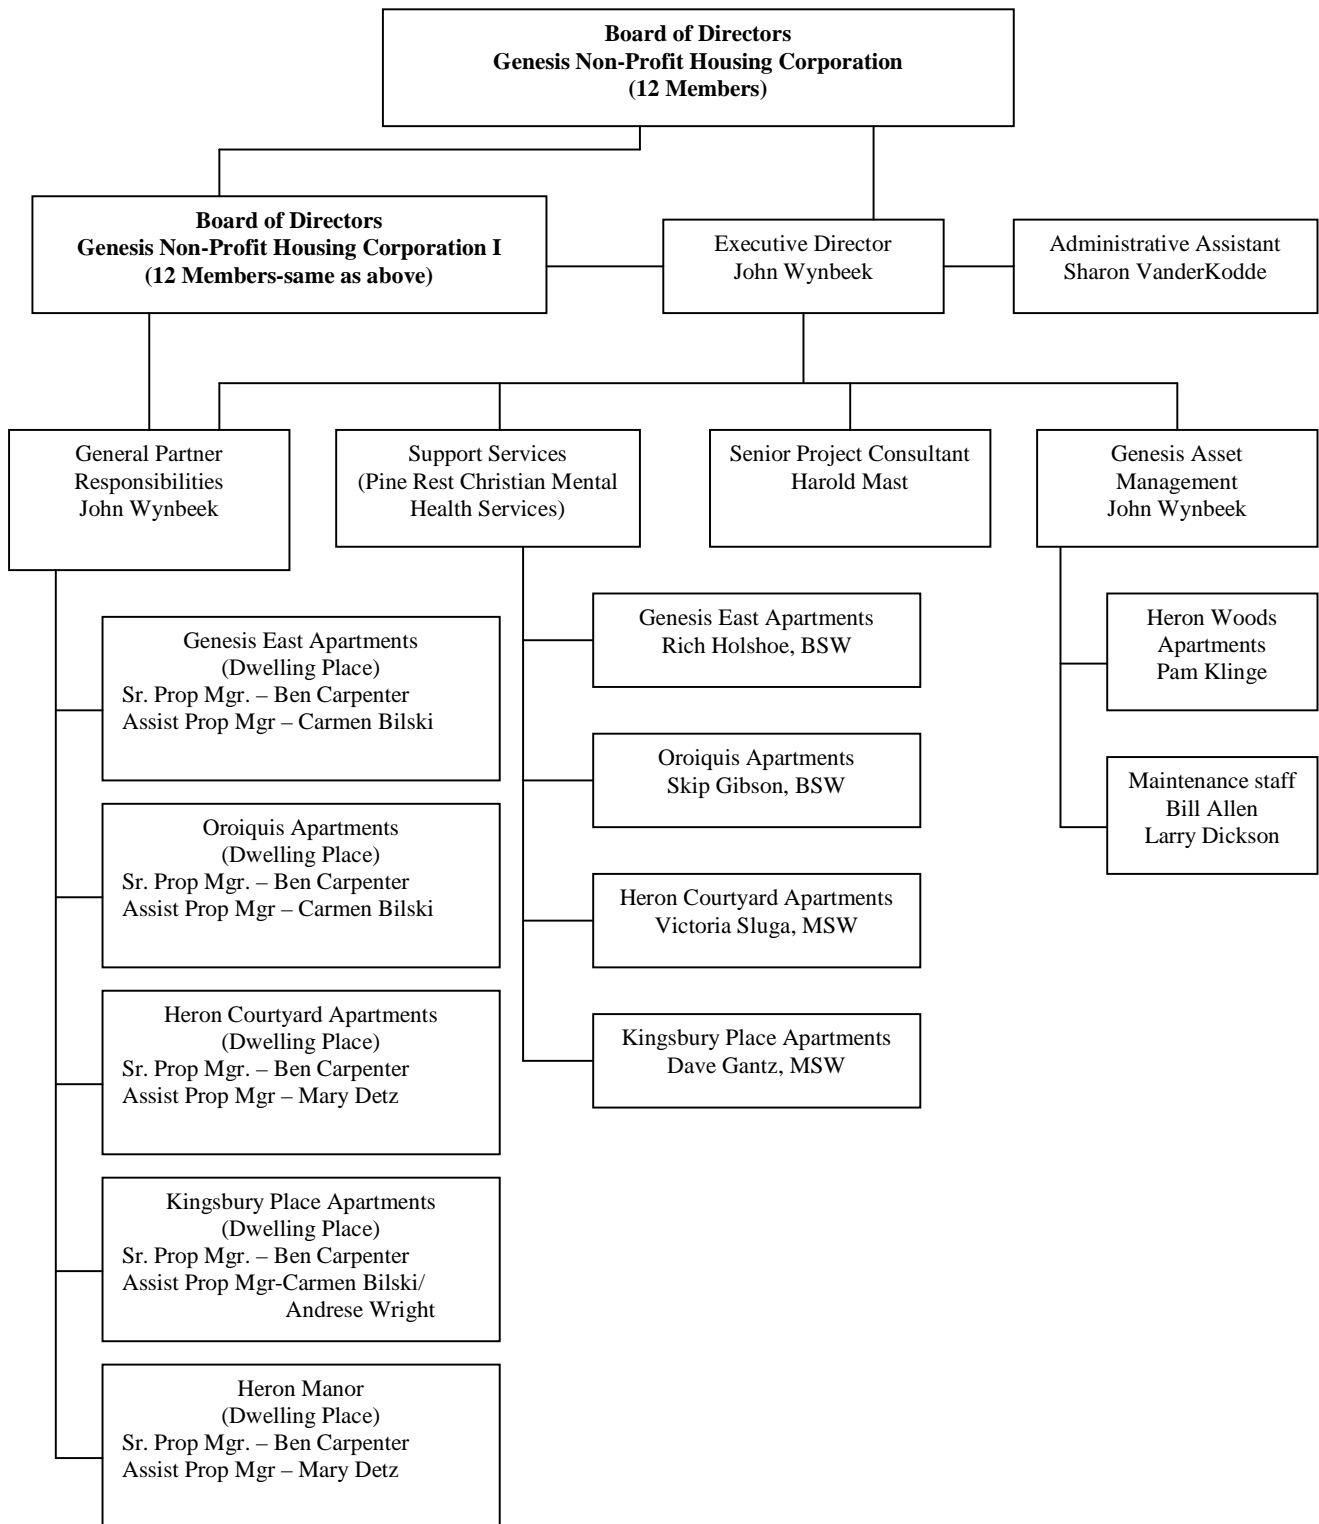 Board of Directors
Genesis Non-Profit Housing Corporation
(12 Members)
Board of Directors
Genesis Non-Profit Housing Corporation I
(12 Members-same as above)
Executive Director
John Wynbeek
Administrative Assistant
Sharon VanderKodde
General Partner
Responsibilities
John Wynbeek
Support Services
(Pine Rest Christian Mental
Health Services)
Senior Project Consultant
Harold Mast
Genesis Asset
Management
John Wynbeek
Genesis East Apartments
(Dwelling Place)
Sr. Prop Mgr. – Ben Carpenter
Assist Prop Mgr – Carmen Bilski
Oroiquis Apartments
(Dwelling Place)
Sr. Prop Mgr. – Ben Carpenter
Assist Prop Mgr – Carmen Bilski
Heron Courtyard Apartments
(Dwelling Place)
Sr. Prop Mgr. – Ben Carpenter
Assist Prop Mgr – Mary Detz
Kingsbury Place Apartments
(Dwelling Place)
Sr. Prop Mgr. – Ben Carpenter
Assist Prop Mgr-Carmen Bilski/
Andrese Wright
Heron Manor
(Dwelling Place)
Sr. Prop Mgr. – Ben Carpenter
Assist Prop Mgr – Mary Detz
Genesis East Apartments
Rich Holshoe, BSW
Oroiquis Apartments
Skip Gibson, BSW
Heron Courtyard Apartments
Victoria Sluga, MSW
Kingsbury Place Apartments
Dave Gantz, MSW
Heron Woods
Apartments
Pam Klinge
Maintenance staff
Bill Allen
Larry Dickson